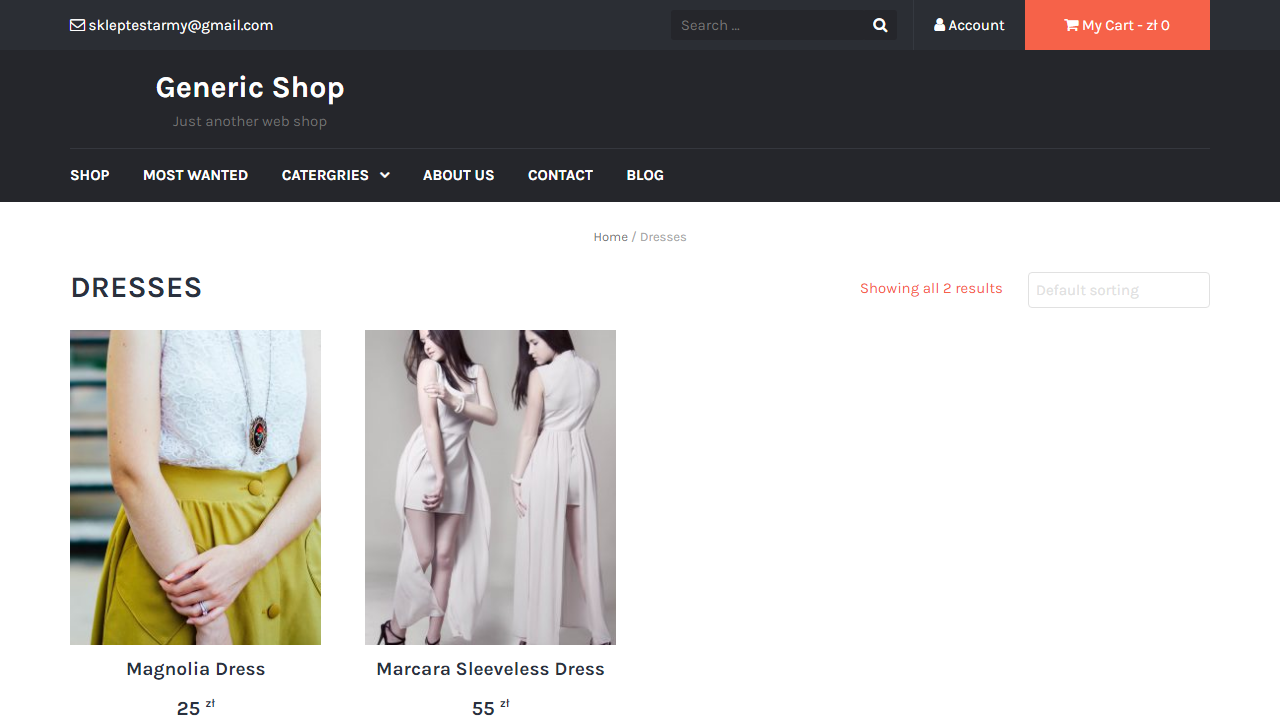 skleptestarmy@gmail.com
Search ...
Account
My Cart - zł 0
Generic Shop
Just another web shop
SHOP MOST WANTED CATERGRIES ABOUT US CONTACT BLOG
Home / Dresses
DRESSES
Showing all 2 results
Default sorting
Magnolia Dress
25 zł
Marcara Sleeveless Dress
55 zł